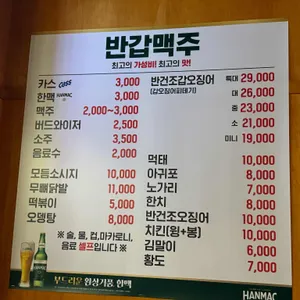 반갑맥주
최고의 가성비! 최고의 맛!
카스 Cass 3,000
한맥 HANMAC 3,000
맥주 2,000~3,000
버드와이저 2,500
소주 3,500
음료수 2,000
모듬소시지 10,000
무뼈닭발 11,000
떡볶이 5,000
오뎅탕 8,000
※ 술, 물, 컵, 마카로니,
음료 셀프입니다 ※
부드러운 환상거품, 한맥
반건조갑오징어 특대 29,000
(갑오징어피데기) 대 26,000
중 23,000
소 21,000
미니 19,000
먹태 10,000
아귀포 8,000
노가리 7,000
한치 8,000
반건조오징어 10,000
치킨(윙+봉) 10,000
김말이 6,000
황도 7,000
HANMAC